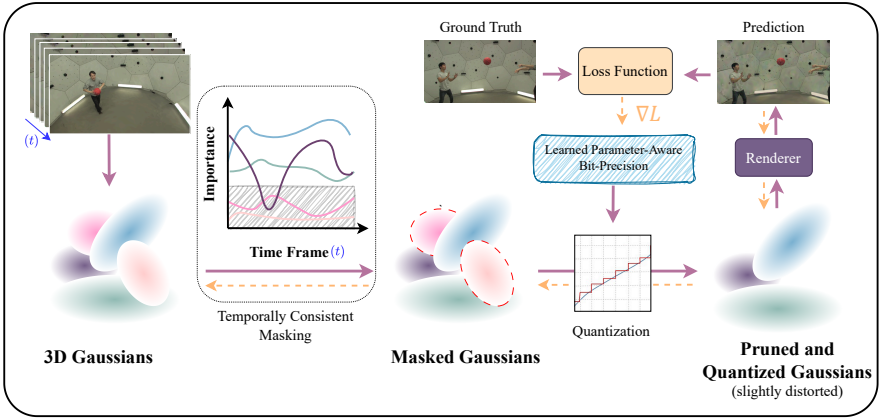 Ground Truth
Prediction
Loss Function
(t)
∇L
Learned Parameter-Aware
Bit-Precision
Renderer
Importance
Time Frame (t)
Temporally Consistent
Masking
Quantization
3D Gaussians
Masked Gaussians
Pruned and
Quantized Gaussians
(slightly distorted)